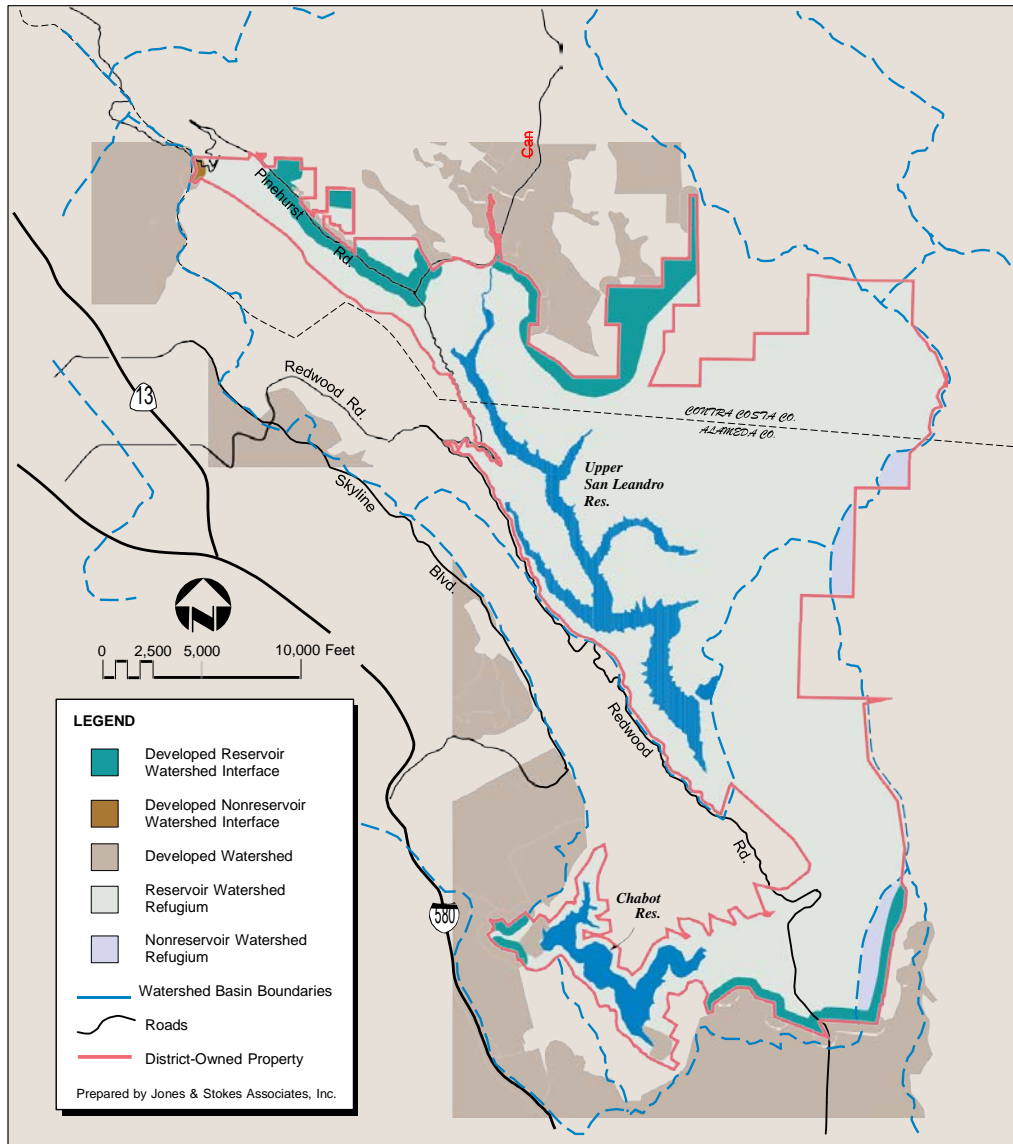 Can
Pinehurst
Rd.
13
Redwood Rd.
CONTRA COSTA CO.
ALAMEDA CO.
Upper
San Leandro
Res.
Skyline
Blvd.
N
0 2,500 5,000 10,000 Feet
Redwood
Rd.
Chabot
Res.
580
LEGEND
Developed Reservoir
Watershed Interface
Developed Nonreservoir
Watershed Interface
Developed Watershed
Reservoir Watershed
Refugium
Nonreservoir Watershed
Refugium
Watershed Basin Boundaries
Roads
District-Owned Property
Prepared by Jones & Stokes Associates, Inc.